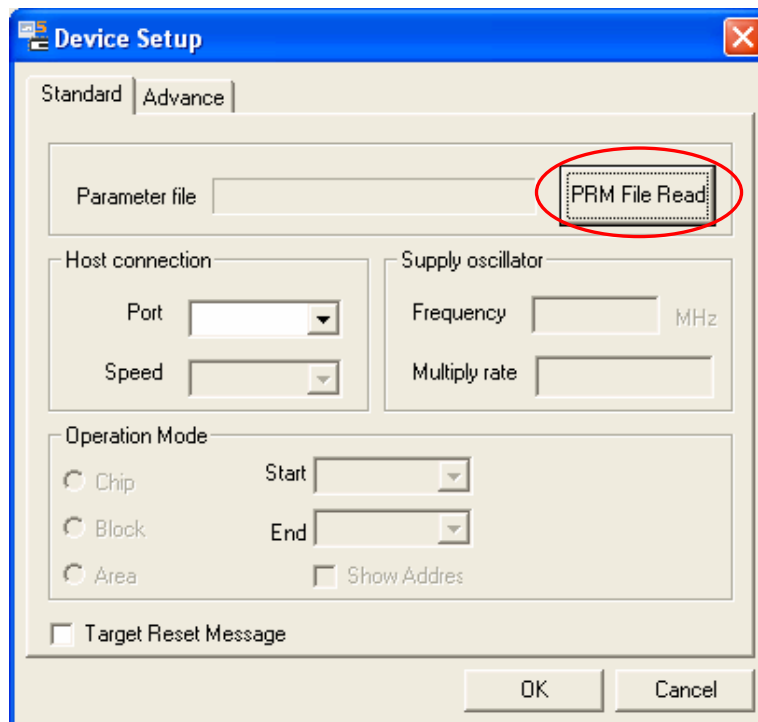 Device Setup
Standard Advance
Parameter file PRM File Read
Host connection
Port
Speed
Supply oscillator
Frequency MHz
Multiply rate
Operation Mode
Chip
Block
Area
Start
End
Show Addres
Target Reset Message
OK Cancel